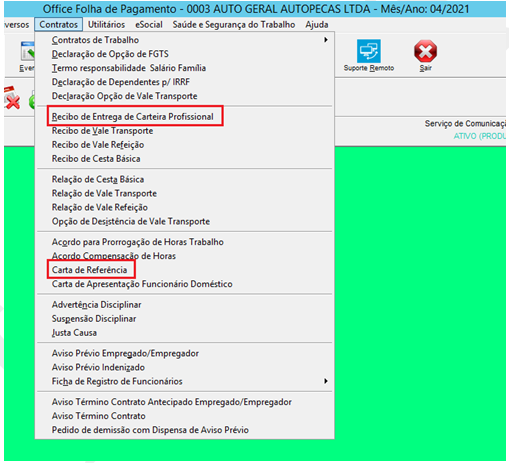 Office Folha de Pagamento - 0003 AUTO GERAL AUTOPECAS LTDA - Mês/Ano: 04/2021
iversos Contratos Utilitários eSocial Saúde e Segurança do Trabalho Ajuda
Contratos de Trabalho
Declaração de Opção de FGTS
Termo responsabilidade Salário Família
Declaração de Dependentes p/ IRRF
Declaração Opção de Vale Transporte
Recibo de Entrega de Carteira Profissional
Recibo de Vale Transporte
Recibo de Vale Refeição
Recibo de Cesta Básica
Relação de Cesta Básica
Relação de Vale Transporte
Relação de Vale Refeição
Opção de Desistência de Vale Transporte
Acordo para Prorrogação de Horas Trabalho
Acordo Compensação de Horas
Carta de Referência
Carta de Apresentação Funcionário Doméstico
Advertência Disciplinar
Suspensão Disciplinar
Justa Causa
Aviso Prévio Empregado/Empregador
Aviso Prévio Indenizado
Ficha de Registro de Funcionários
Aviso Término Contrato Antecipado Empregado/Empregador
Aviso Término Contrato
Pedido de demissão com Dispensa de Aviso Prévio
Even
Suporte Remoto
Sair
Serviço de Comunicaçã
ATIVO (PRODU